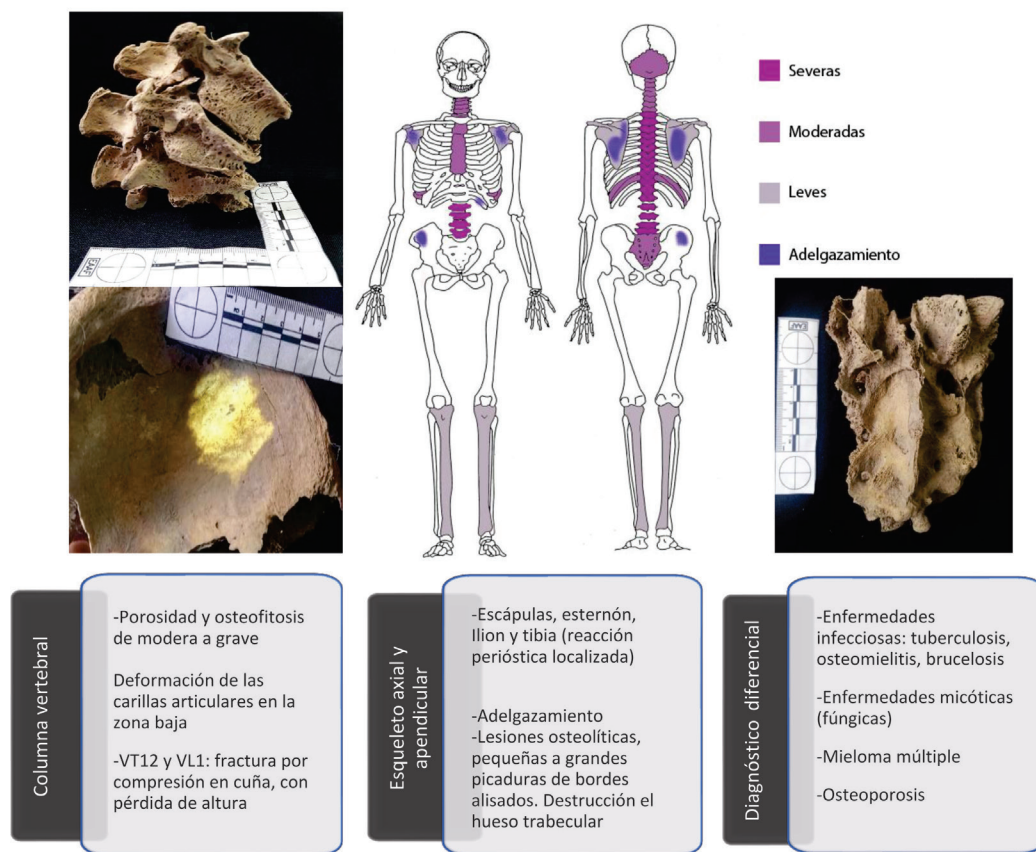 Severas
Moderadas
Leves
Adelgazamiento
Columna vertebral
-Porosidad y osteofitosis
de modera a grave
Deformación de las
carillas articulares en la
zona baja
-VT12 y VL1: fractura por
compresión en cuña, con
pérdida de altura
Esqueleto axial y
apendicular
-Escápulas, esternón,
Ilion y tibia (reacción
perióstica localizada)
-Adelgazamiento
-Lesiones osteolíticas,
pequeñas a grandes
picaduras de bordes
alisados. Destrucción el
hueso trabecular
Diagnóstico diferencial
-Enfermedades
infecciosas: tuberculosis,
osteomielitis, brucelosis
-Enfermedades micóticas
(fúngicas)
-Mieloma múltiple
-Osteoporosis